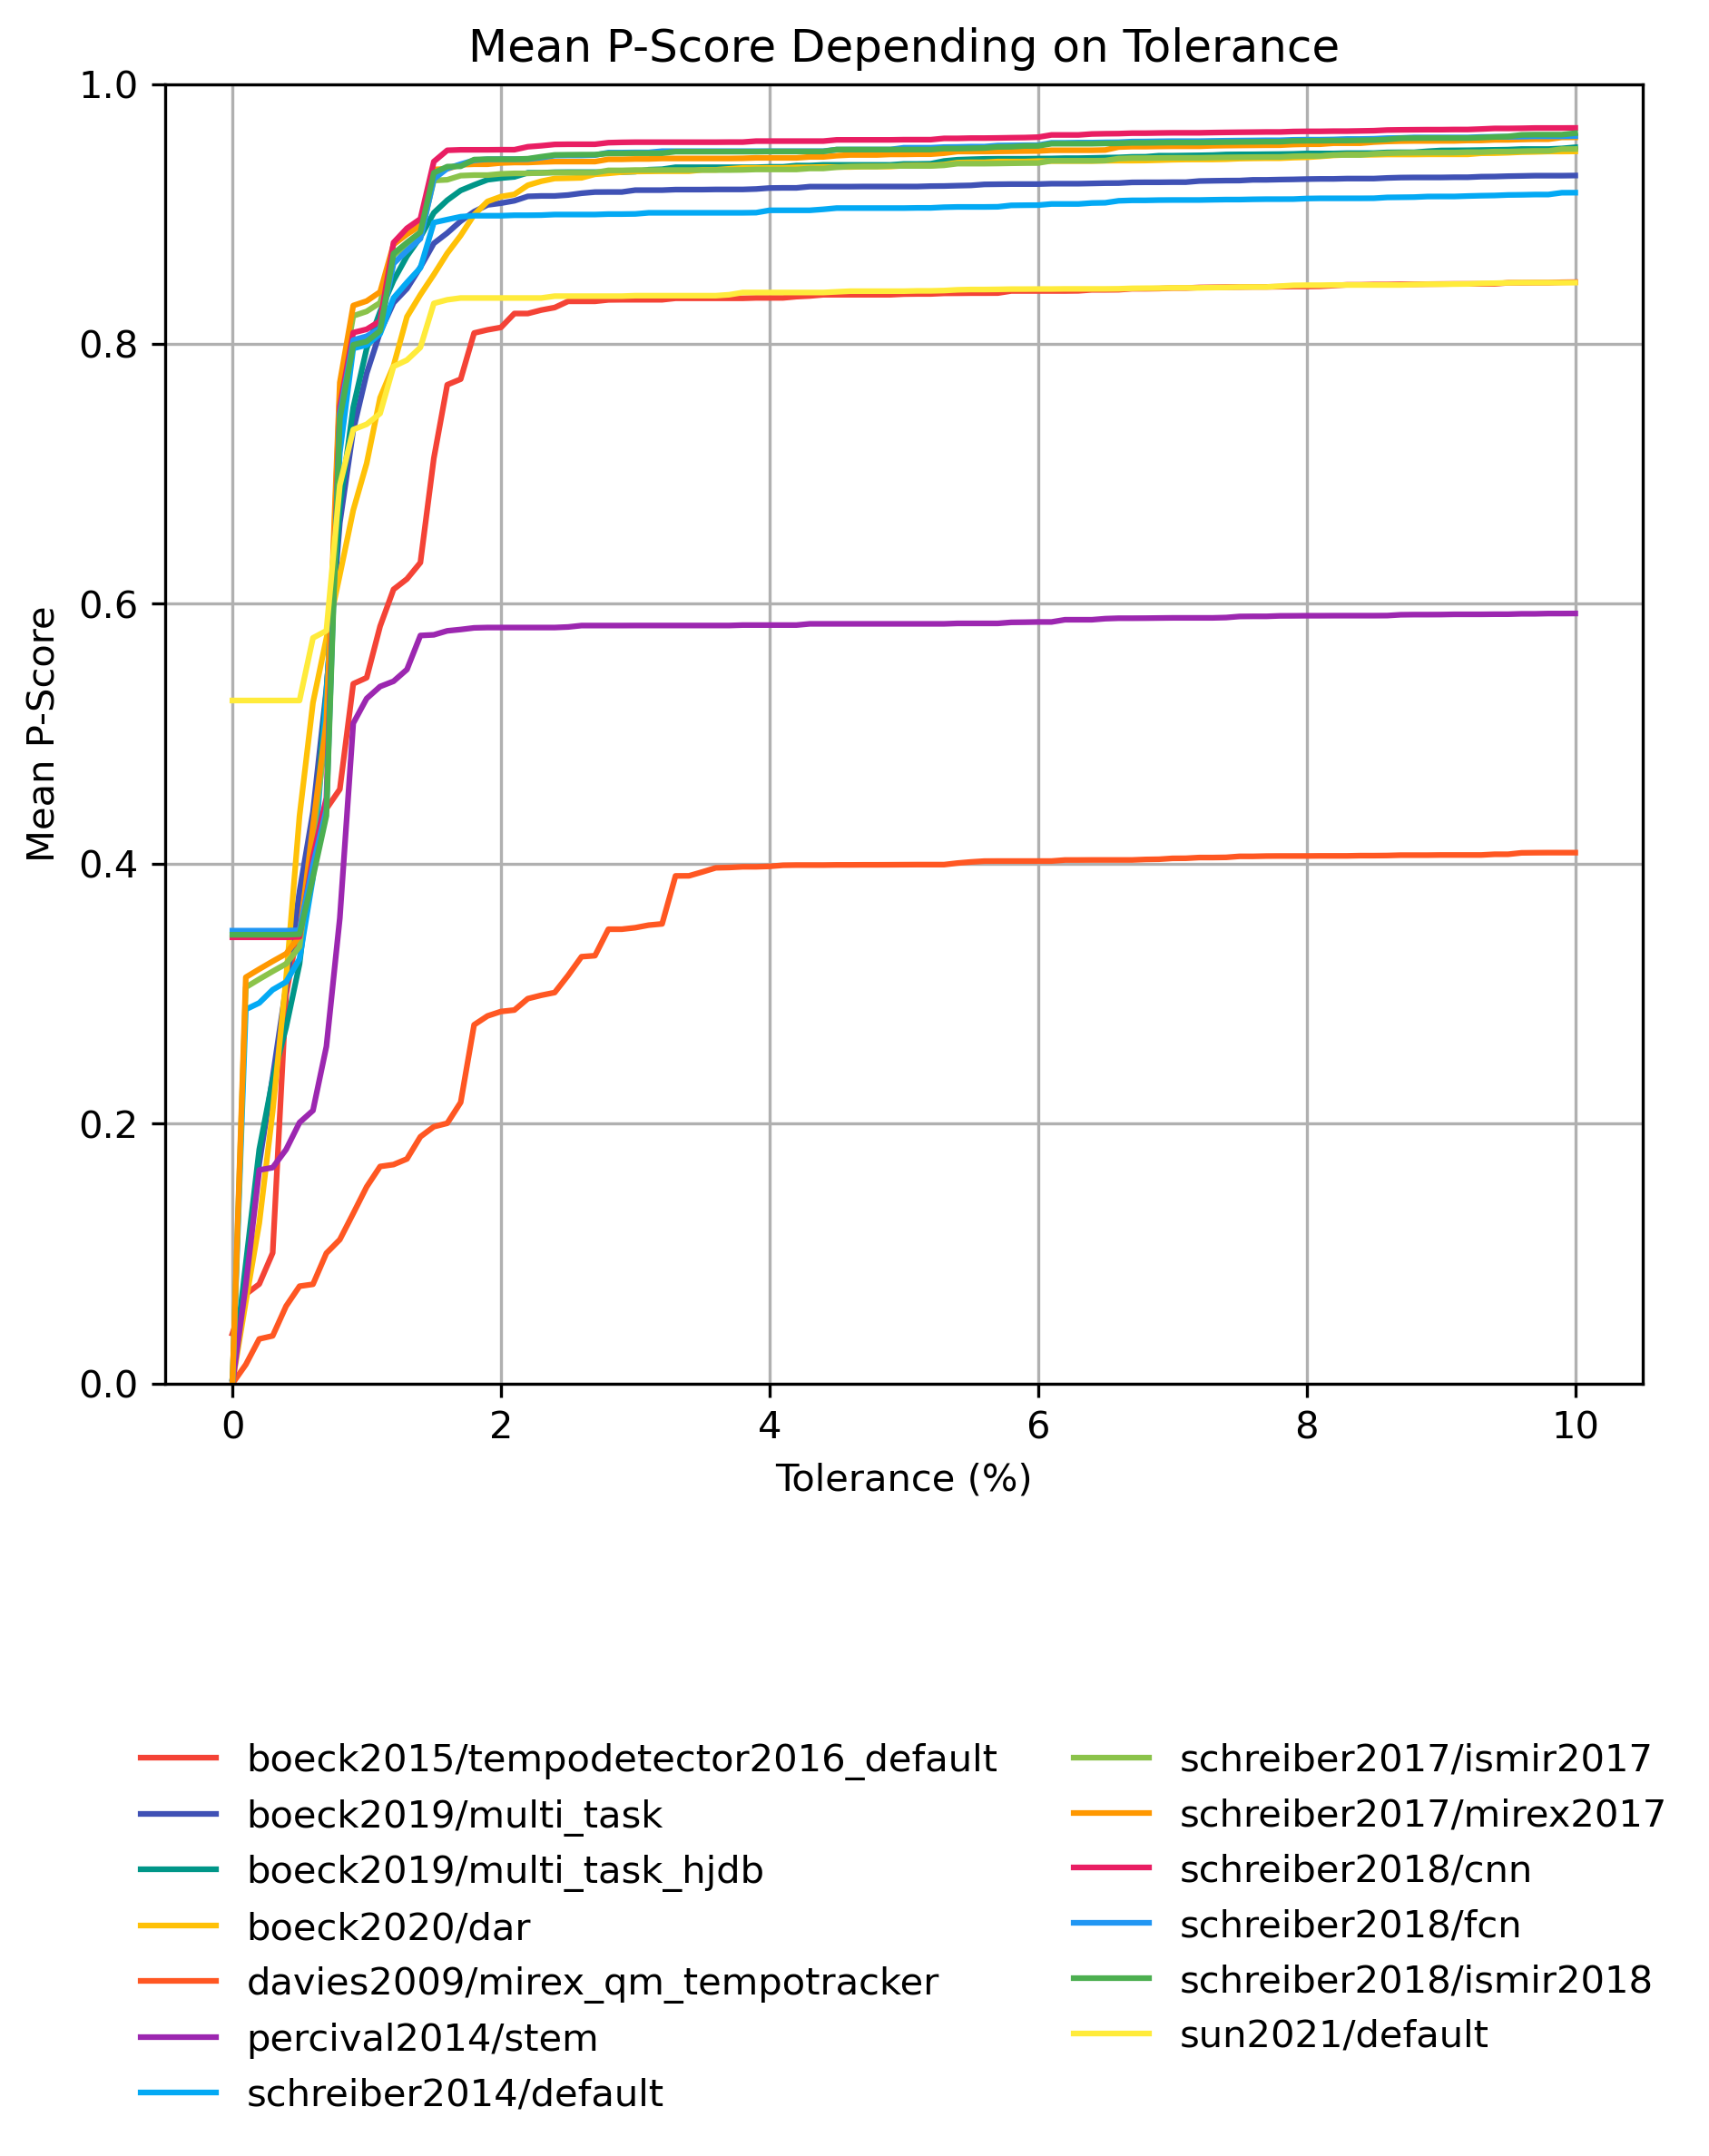 Mean P-Score Depending on Tolerance
1.0
0.8
0.6
0.4
0.2
0.0
Mean P-Score
0 2 4 6 8 10
Tolerance (%)
boeck2015/tempodetector2016_default
boeck2019/multi_task
boeck2019/multi_task_hjdb
boeck2020/dar
davies2009/mirex_qm_tempotracker
percival2014/stem
schreiber2014/default
schreiber2017/ismir2017
schreiber2017/mirex2017
schreiber2018/cnn
schreiber2018/fcn
schreiber2018/ismir2018
sun2021/default